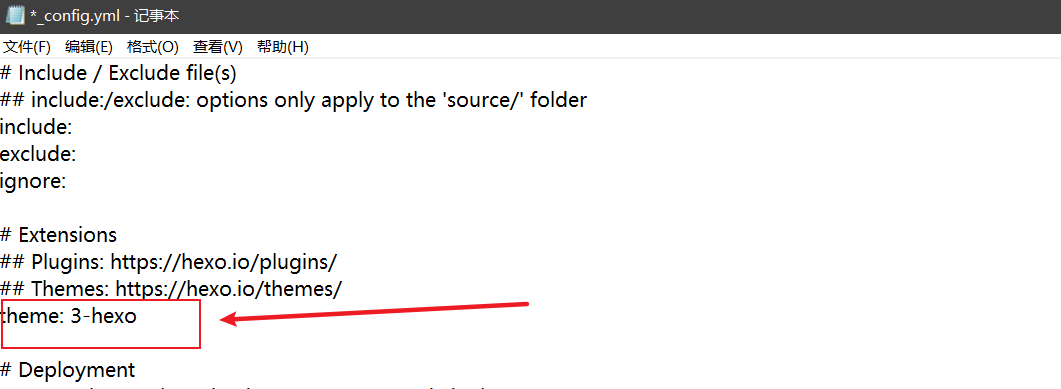 *_config.yml - 记事本
文件(F) 编辑(E) 格式(O) 查看(V) 帮助(H)
# Include / Exclude file(s)
## include:/exclude: options only apply to the 'source/' folder
include:
exclude:
ignore:
# Extensions
## Plugins: https://hexo.io/plugins/
## Themes: https://hexo.io/themes/
theme: 3-hexo
# Deployment